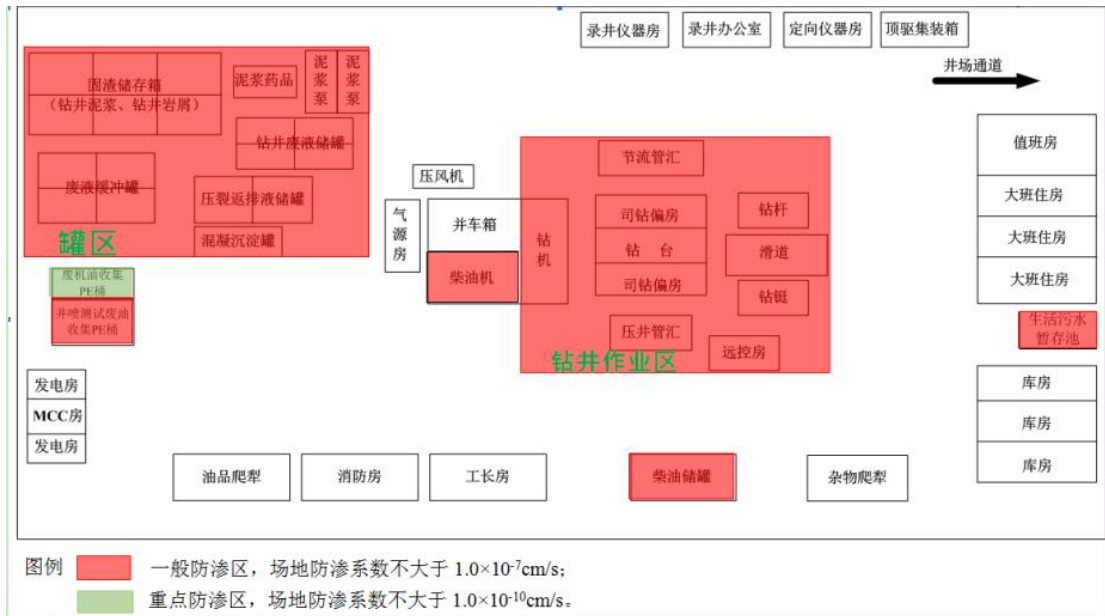 录井仪器房
录井办公室
定向仪器房
顶驱集装箱
井场通道
固渣储存箱
（钻井泥浆、钻井岩屑）
泥浆药品
泥浆泵
泥浆泵
钻井废液储罐
废液缓冲罐
压裂返排液储罐
混凝沉淀罐
罐区
废机油收集
PE桶
井喷测试废油
收集PE桶
压风机
气源房
并车箱
柴油机
钻机
节流管汇
司钻偏房
钻 台
司钻偏房
压井管汇
钻杆
滑道
钻铤
远控房
钻井作业区
值班房
大班住房
大班住房
大班住房
生活污水
暂存池
库房
库房
库房
发电房
MCC房
发电房
油品爬犁
消防房
工长房
柴油储罐
杂物爬犁
图例
一般防渗区，场地防渗系数不大于 1.0×10⁻⁷cm/s；
重点防渗区，场地防渗系数不大于 1.0×10⁻¹⁰cm/s。